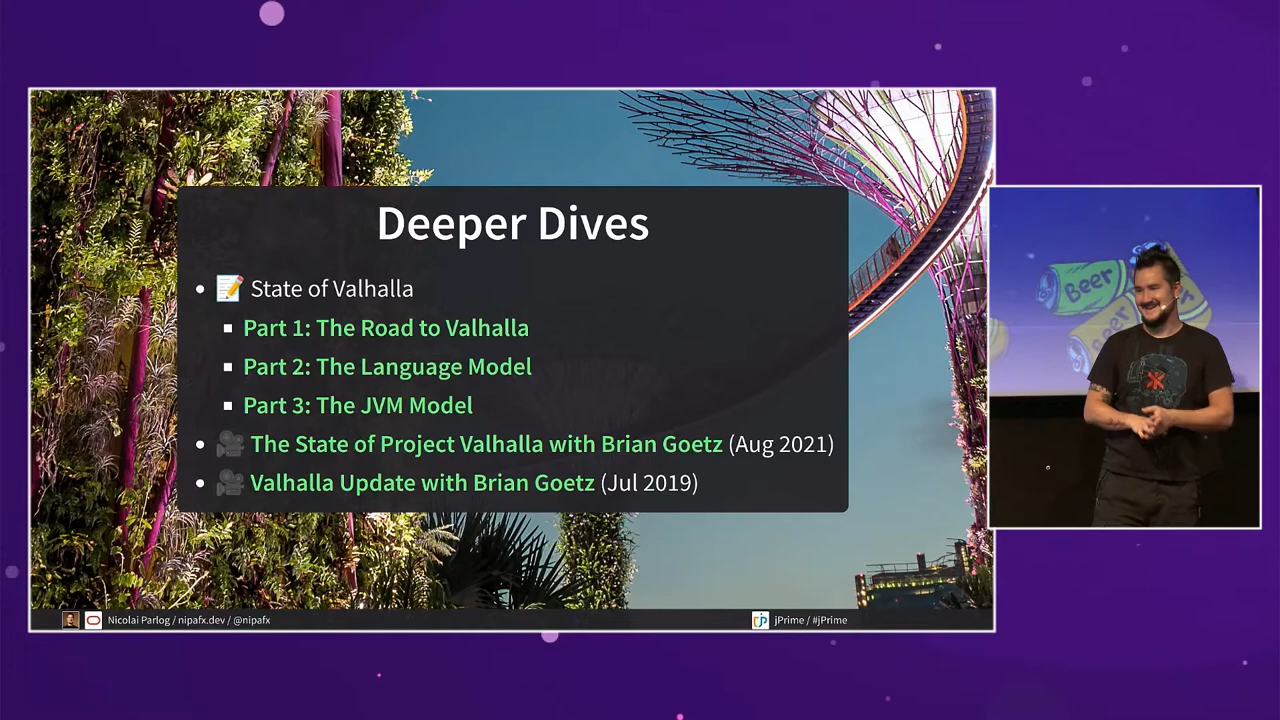 Deeper Dives
State of Valhalla
Part 1: The Road to Valhalla
Part 2: The Language Model
Part 3: The JVM Model
The State of Project Valhalla with Brian Goetz (Aug 2021)
Valhalla Update with Brian Goetz (Jul 2019)
Nicolai Parlog / nipafx.dev / @nipafx
jP
jPrime / #jPrime
Beer